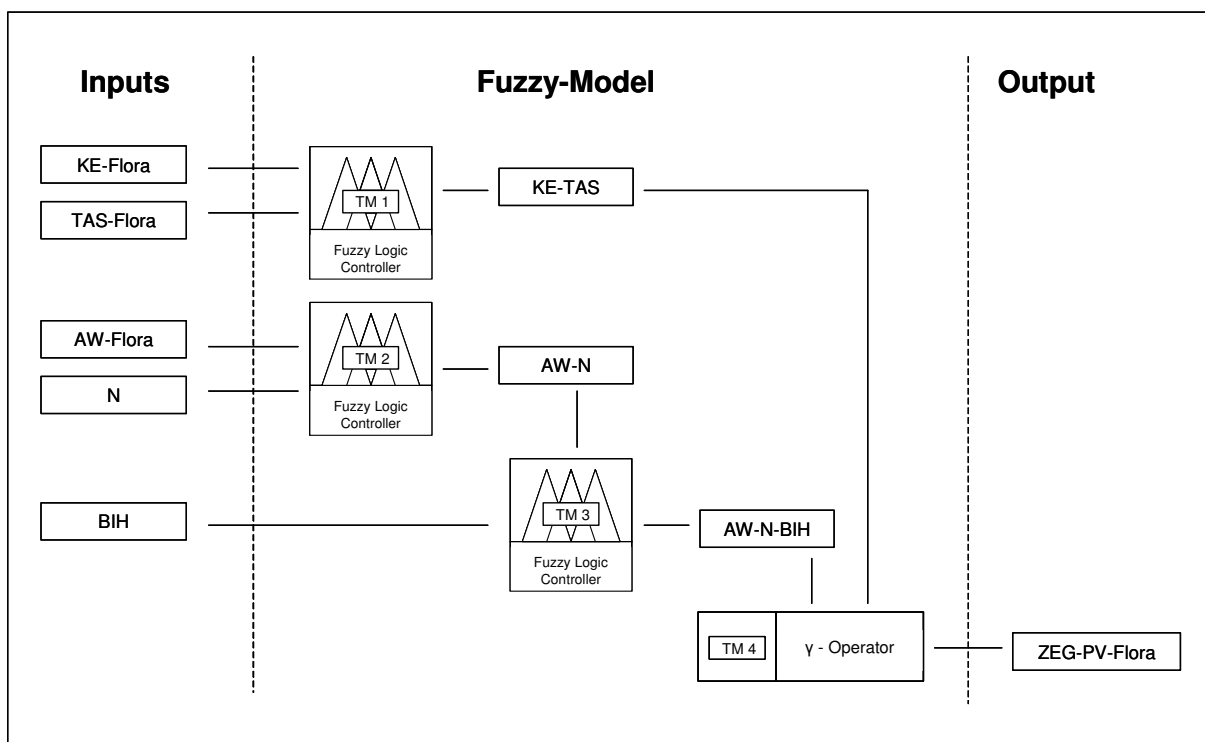 Inputs
Fuzzy-Model
Output
KE-Flora
TAS-Flora
TM 1
Fuzzy Logic
Controller
KE-TAS
AW-Flora
N
TM 2
Fuzzy Logic
Controller
AW-N
BIH
TM 3
Fuzzy Logic
Controller
AW-N-BIH
TM 4
γ - Operator
ZEG-PV-Flora